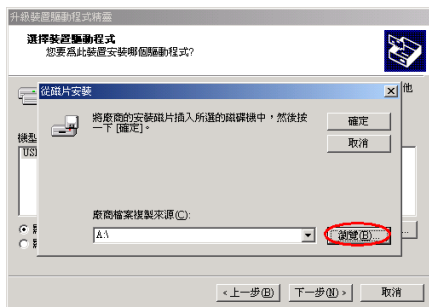 升級裝置驅動程式精靈
選擇裝置驅動程式
您要為此裝置安裝哪個驅動程式?
他
從磁片安裝
將廠商的安裝磁片插入所選的磁碟機中，然後按
一下 [確定]。
確定
取消
機型
廠商檔案複製來源(C):
A:\
瀏覽(B)...
<上一步(B)
下一步(N)>
取消